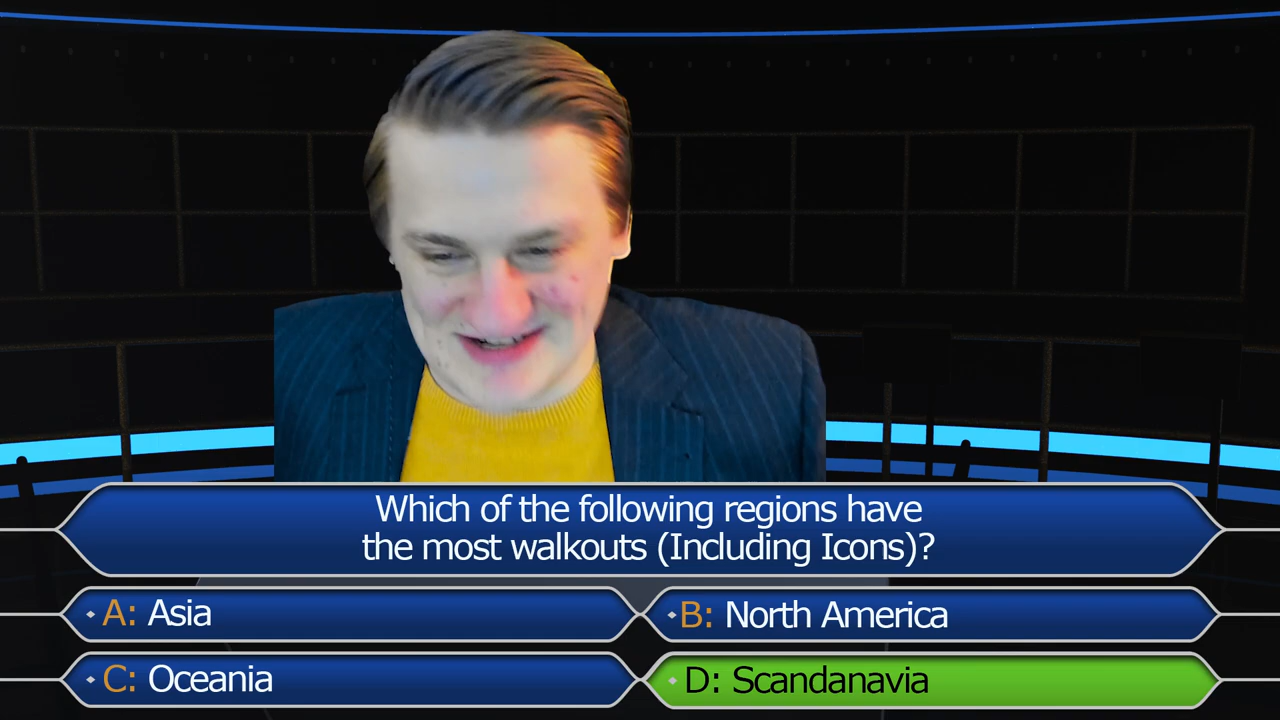 Which of the following regions have
the most walkouts (Including Icons)?
A: Asia
B: North America
C: Oceania
D: Scandanavia